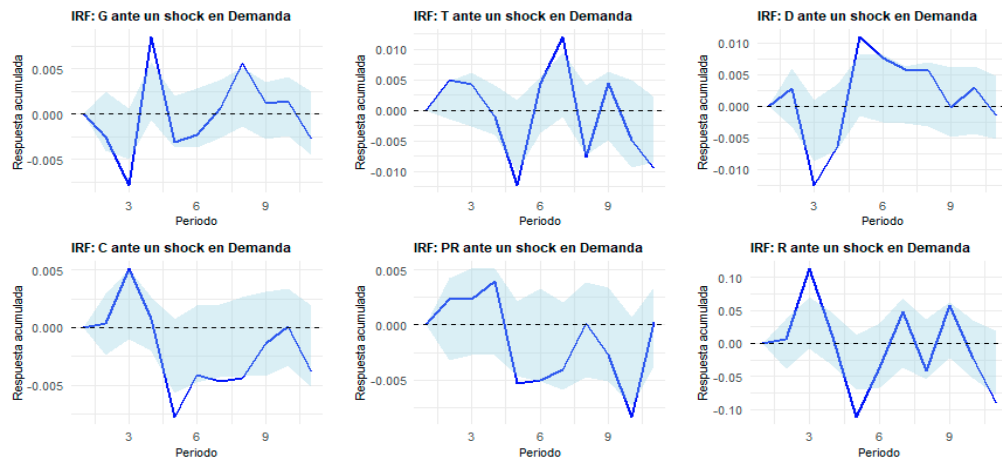 IRF: G ante un shock en Demanda
Respuesta acumulada
0.005
0.000
-0.005
3
6
9
Periodo
IRF: T ante un shock en Demanda
Respuesta acumulada
0.010
0.005
0.000
-0.005
-0.010
3
6
9
Periodo
IRF: D ante un shock en Demanda
Respuesta acumulada
0.010
0.005
0.000
-0.005
-0.010
3
6
9
Periodo
IRF: C ante un shock en Demanda
Respuesta acumulada
0.005
0.000
-0.005
3
6
9
Periodo
IRF: PR ante un shock en Demanda
Respuesta acumulada
0.005
0.000
-0.005
3
6
9
Periodo
IRF: R ante un shock en Demanda
Respuesta acumulada
0.10
0.05
0.00
-0.05
-0.10
3
6
9
Periodo